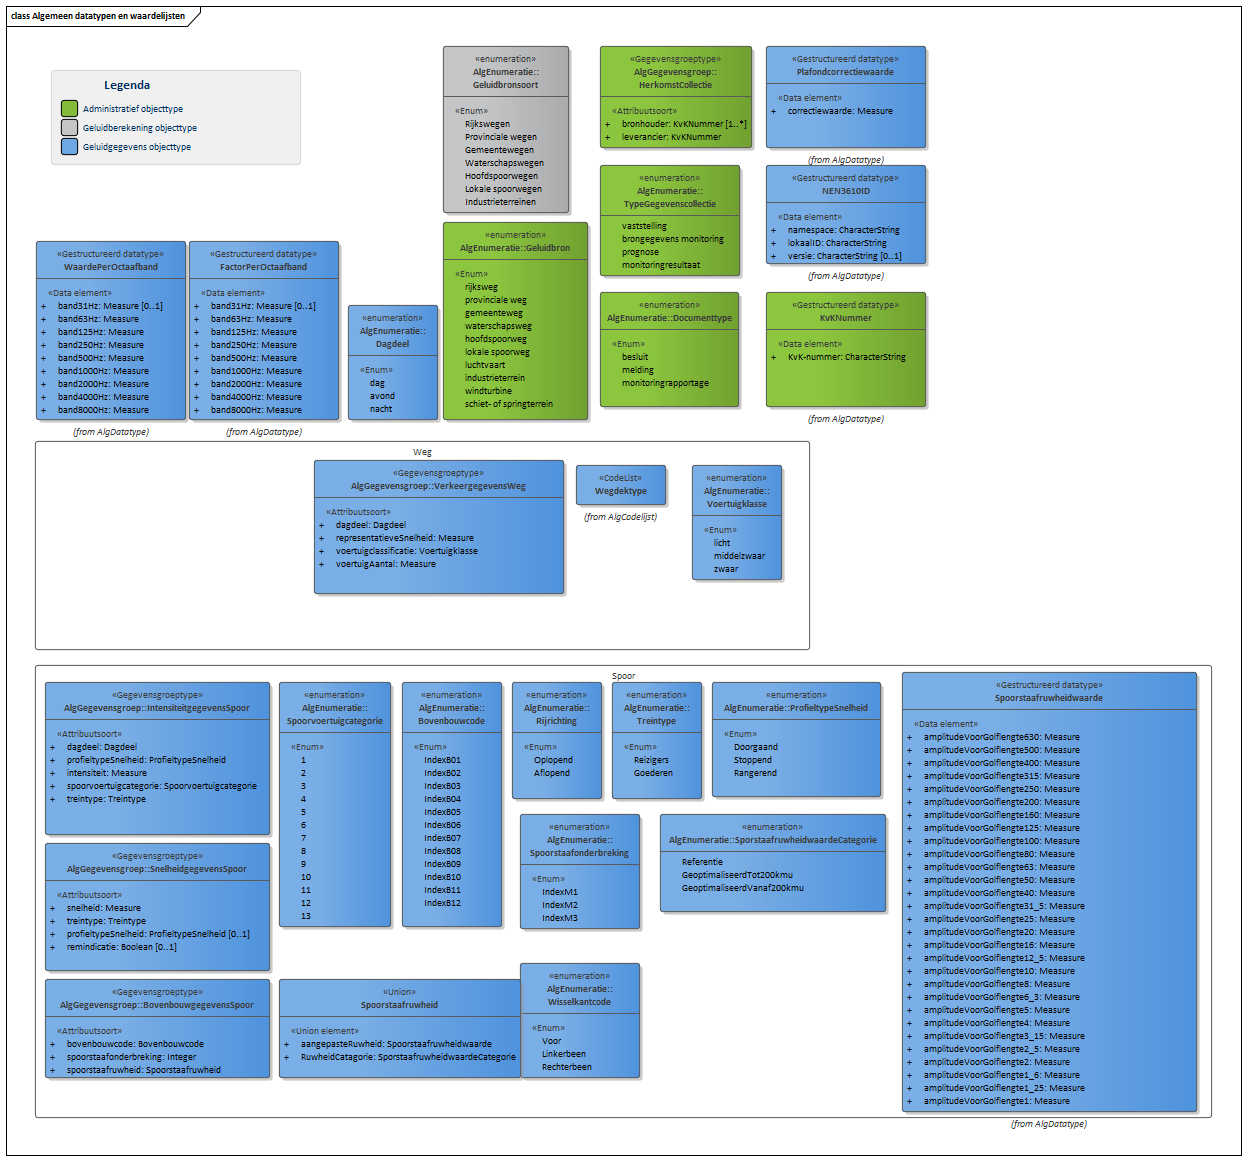 class Algemeen datatypen en waardelijsten
Legenda
Administratief objecttype
Geluidberekening objecttype
Geluidgegevens objecttype
«enumeration»
AlgEnumeratie::
Geluidbronsoort
«Enum»
Rijkswegen
Provinciale wegen
Gemeentewegen
Waterschapswegen
Hoofdspoorwegen
Lokale spoorwegen
Industrieterreinen
«Gegevensgroeptype»
AlgGegevensgroep::
HerkomstCollectie
«Attribuutsoort»
+ bronhouder: KvKNummer [1..*]
+ leverancier: KvKNummer
«Gestructureerd datatype»
Plafondcorrectiewaarde
«Data element»
+ correctiewaarde: Measure
(from AlgDatatype)
«enumeration»
AlgEnumeratie::
TypeGegevenscollectie
vaststelling
brongegevens monitoring
prognose
monitoringresultaat
«Gestructureerd datatype»
NEN3610ID
«Data element»
+ namespace: CharacterString
+ lokaalID: CharacterString
+ versie: CharacterString [0..1]
(from AlgDatatype)
«Gestructureerd datatype»
WaardePerOctaafband
«Data element»
+ band31Hz: Measure [0..1]
+ band63Hz: Measure
+ band125Hz: Measure
+ band250Hz: Measure
+ band500Hz: Measure
+ band1000Hz: Measure
+ band2000Hz: Measure
+ band4000Hz: Measure
+ band8000Hz: Measure
(from AlgDatatype)
«Gestructureerd datatype»
FactorPerOctaafband
«Data element»
+ band31Hz: Measure [0..1]
+ band63Hz: Measure
+ band125Hz: Measure
+ band250Hz: Measure
+ band500Hz: Measure
+ band1000Hz: Measure
+ band2000Hz: Measure
+ band4000Hz: Measure
+ band8000Hz: Measure
(from AlgDatatype)
«enumeration»
AlgEnumeratie::
Dagdeel
«Enum»
dag
avond
nacht
«enumeration»
AlgEnumeratie::Geluidbron
«Enum»
rijksweg
provinciale weg
gemeenteweg
waterschapsweg
hoofdspoorweg
lokale spoorweg
luchtvaart
industrieterrein
windturbine
schiet- of springterrein
«enumeration»
AlgEnumeratie::Documenttype
«Enum»
besluit
melding
monitoringrapportage
«Gestructureerd datatype»
KvKNummer
«Data element»
+ KvK-nummer: CharacterString
(from AlgDatatype)
Weg
«Gegevensgroeptype»
AlgGegevensgroep::VerkeergegevensWeg
«Attribuutsoort»
+ dagdeel: Dagdeel
+ representatieveSnelheid: Measure
+ voertuigclassificatie: Voertuigklasse
+ voertuigAantal: Measure
«CodeList»
Wegdektype
(from AlgCodelijst)
«enumeration»
AlgEnumeratie::
Voertuigklasse
«Enum»
licht
middelzwaar
zwaar
Spoor
«Gegevensgroeptype»
AlgGegevensgroep::IntensiteitgegevensSpoor
«Attribuutsoort»
+ dagdeel: Dagdeel
+ profieltypeSnelheid: ProfieltypeSnelheid
+ intensiteit: Measure
+ spoorvoertuigcategorie: Spoorvoertuigcategorie
+ treintype: Treintype
«Gegevensgroeptype»
AlgGegevensgroep::SnelheidgegevensSpoor
«Attribuutsoort»
+ snelheid: Measure
+ treintype: Treintype
+ profieltypeSnelheid: ProfieltypeSnelheid [0..1]
+ remindicatie: Boolean [0..1]
«Gegevensgroeptype»
AlgGegevensgroep::BovenbouwgegevensSpoor
«Attribuutsoort»
+ bovenbouwcode: Bovenbouwcode
+ spoorstaafonderbreking: Integer
+ spoorstaafruwheid: Spoorstaafruwheid
«enumeration»
AlgEnumeratie::
Spoorvoertuigcategorie
«Enum»
1
2
3
4
5
6
7
8
9
10
11
12
13
«enumeration»
AlgEnumeratie::
Bovenbouwcode
«Enum»
IndexB01
IndexB02
IndexB03
IndexB04
IndexB05
IndexB06
IndexB07
IndexB08
IndexB09
IndexB10
IndexB11
IndexB12
«enumeration»
AlgEnumeratie::
Rijrichting
«Enum»
Oplopend
Aflopend
«enumeration»
AlgEnumeratie::
Treintype
«Enum»
Reizigers
Goederen
«enumeration»
AlgEnumeratie::ProfieltypeSnelheid
«Enum»
Doorgaand
Stoppend
Rangerend
«enumeration»
AlgEnumeratie::
Spoorstaafonderbreking
«Enum»
IndexM1
IndexM2
IndexM3
«enumeration»
AlgEnumeratie::SporstaafruwheidwaardeCategorie
Referentie
GeoptimaliseerdTot200kmu
GeoptimaliseerdVanaf200kmu
«Union»
Spoorstaafruwheid
«Union element»
+ aangepasteRuwheid: Spoorstaafruwheidwaarde
+ RuwheidCatagorie: SporstaafruwheidwaardeCategorie
«enumeration»
AlgEnumeratie::
Wisselkantcode
«Enum»
Voor
Linkerbeen
Rechterbeen
«Gestructureerd datatype»
Spoorstaafruwheidwaarde
«Data element»
+ amplitudeVoorGolflengte630: Measure
+ amplitudeVoorGolflengte500: Measure
+ amplitudeVoorGolflengte400: Measure
+ amplitudeVoorGolflengte315: Measure
+ amplitudeVoorGolflengte250: Measure
+ amplitudeVoorGolflengte200: Measure
+ amplitudeVoorGolflengte160: Measure
+ amplitudeVoorGolflengte125: Measure
+ amplitudeVoorGolflengte100: Measure
+ amplitudeVoorGolflengte80: Measure
+ amplitudeVoorGolflengte63: Measure
+ amplitudeVoorGolflengte50: Measure
+ amplitudeVoorGolflengte40: Measure
+ amplitudeVoorGolflengte31_5: Measure
+ amplitudeVoorGolflengte25: Measure
+ amplitudeVoorGolflengte20: Measure
+ amplitudeVoorGolflengte16: Measure
+ amplitudeVoorGolflengte12_5: Measure
+ amplitudeVoorGolflengte10: Measure
+ amplitudeVoorGolflengte8: Measure
+ amplitudeVoorGolflengte6_3: Measure
+ amplitudeVoorGolflengte5: Measure
+ amplitudeVoorGolflengte4: Measure
+ amplitudeVoorGolflengte3_15: Measure
+ amplitudeVoorGolflengte2_5: Measure
+ amplitudeVoorGolflengte2: Measure
+ amplitudeVoorGolflengte1_6: Measure
+ amplitudeVoorGolflengte1_25: Measure
+ amplitudeVoorGolflengte1: Measure
(from AlgDatatype)